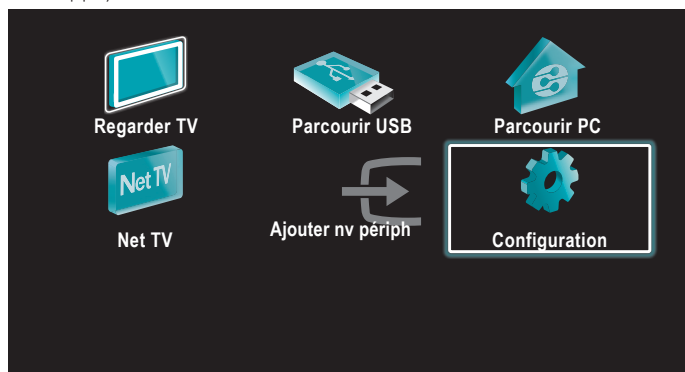 Regarder TV
Parcourir USB
Parcourir PC
Net TV
Net TV
Ajouter nv périph
Configuration